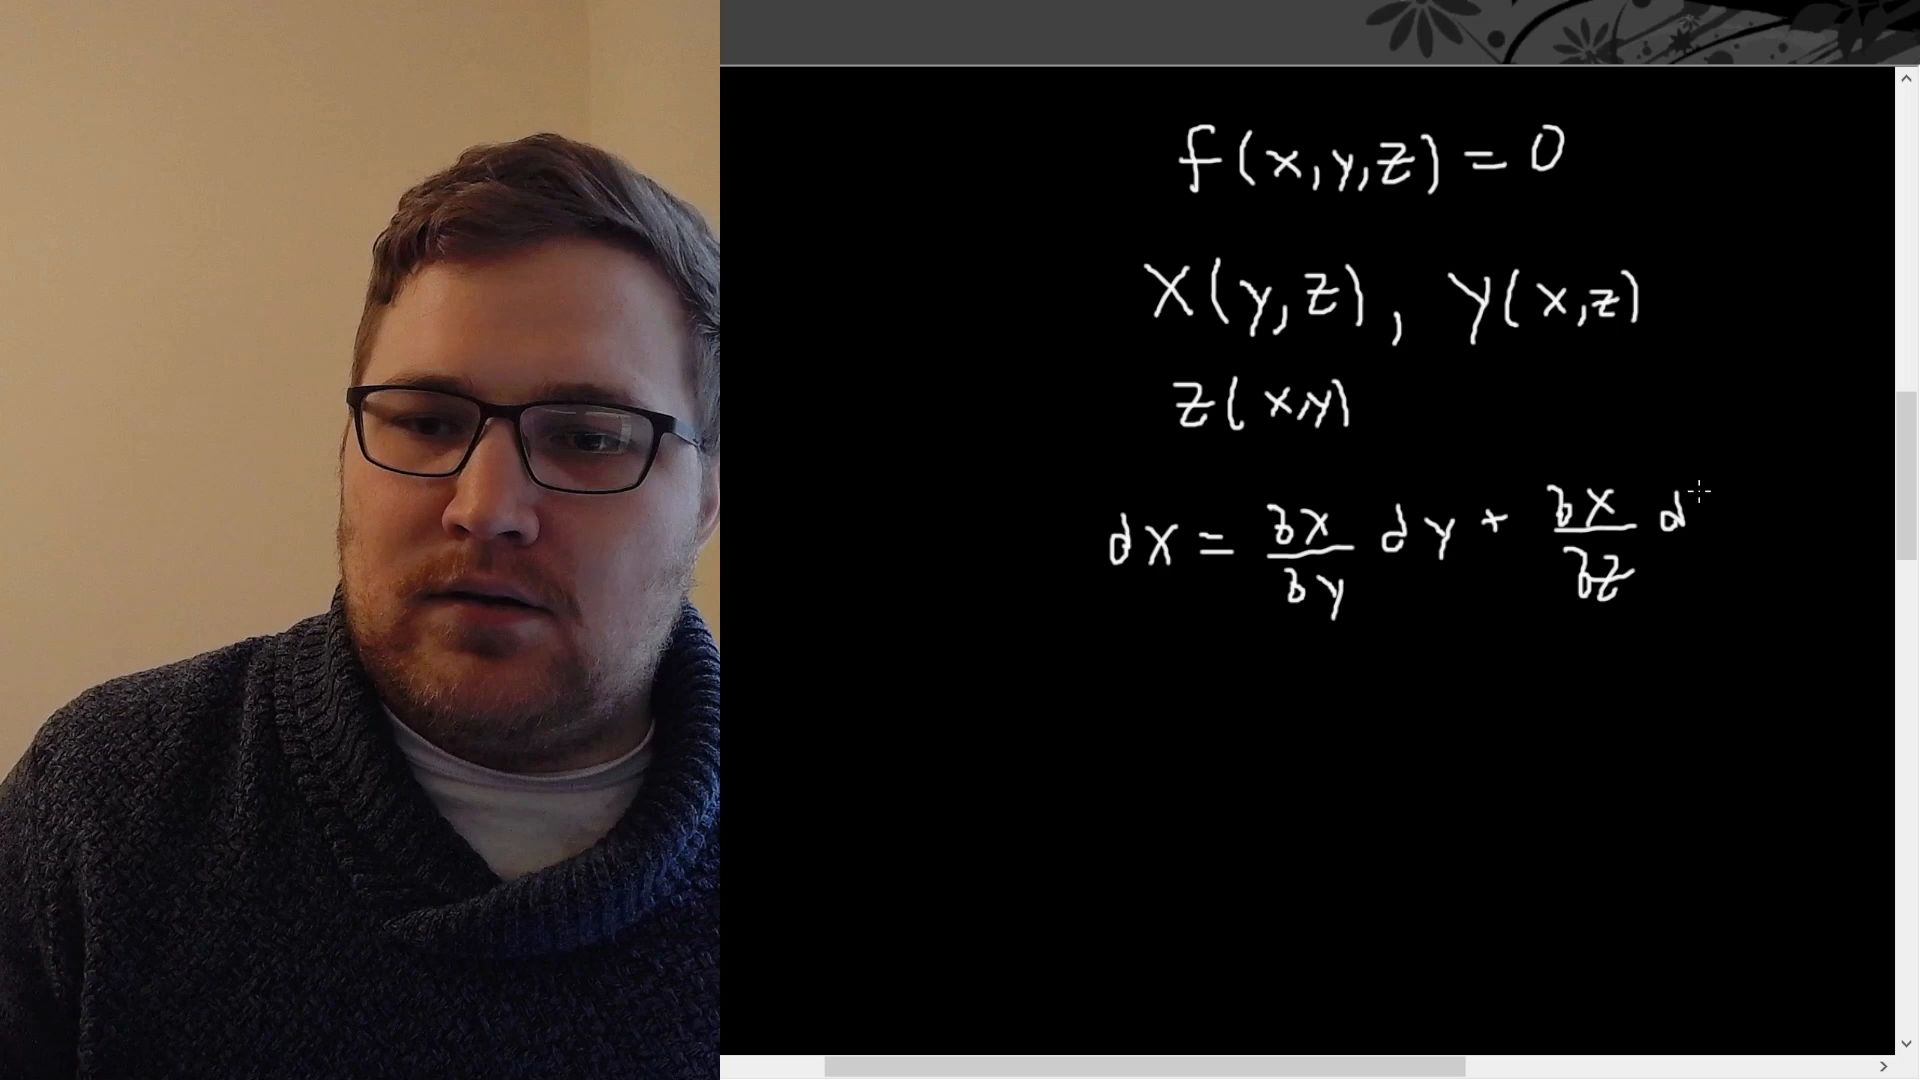 f(x,y,z) = 0
x(y,z), y(x,z)
z(x,y)
dx = ∂x/∂y dy + ∂x/∂z d